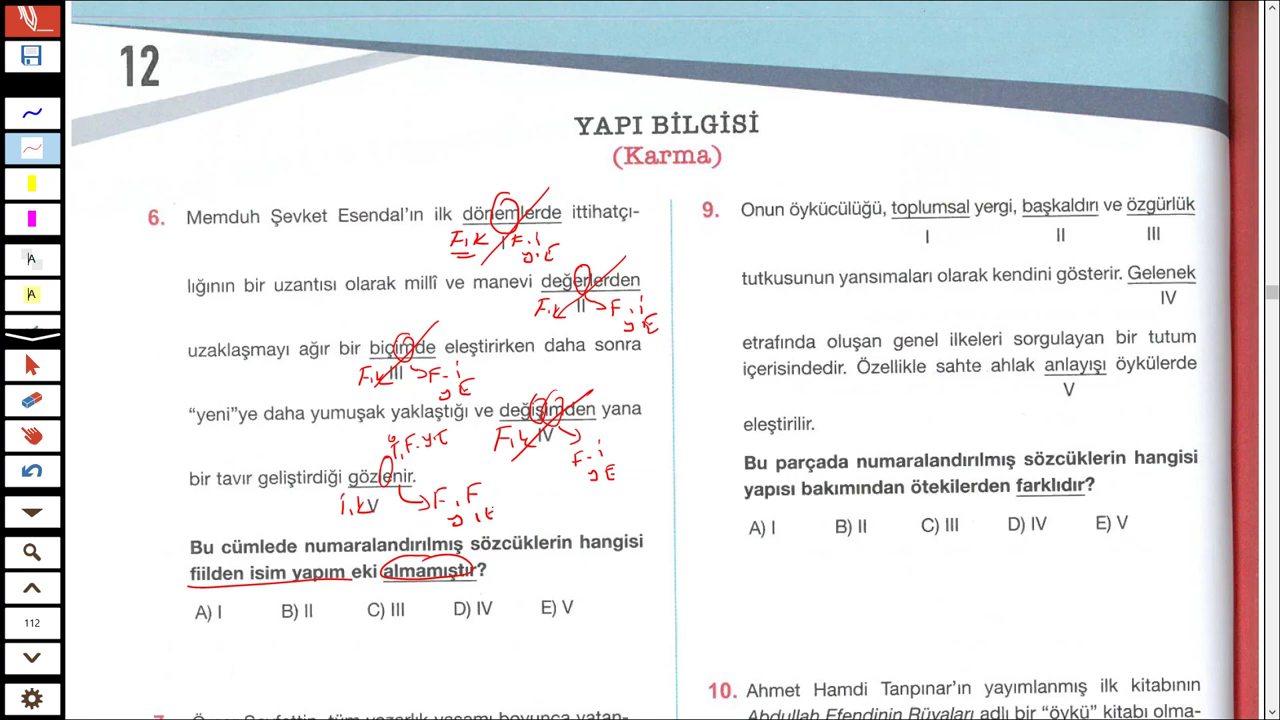 12
YAPI BİLGİSİ
(Karma)
6. Memduh Şevket Esendal'ın ilk dönemlerde ittihatçı-
I
F.k F.i
y.E
lığının bir uzantısı olarak millî ve manevi değerlerden
II
F.k F.i
y.E
uzaklaşmayı ağır bir biçimde eleştirirken daha sonra
III
F.k F.i
y.E
"yeni"ye daha yumuşak yaklaştığı ve değişimden yana
IV
F.k
F.i
y.E
bir tavır geliştirdiği gözlenir.
V
i.F.y.E
i.k
F.F
y.E
Bu cümlede numaralandırılmış sözcüklerin hangisi
fiilden isim yapım eki almamıştır?
A) I B) II C) III D) IV E) V
9. Onun öykücülüğü, toplumsal yergi, başkaldırı ve özgürlük
I II III
tutkusunun yansımaları olarak kendini gösterir. Gelenek
IV
etrafında oluşan genel ilkeleri sorgulayan bir tutum
içerisindedir. Özellikle sahte ahlak anlayışı öykülerde
V
eleştirilir.
Bu parçada numaralandırılmış sözcüklerin hangisi
yapısı bakımından ötekilerden farklıdır?
A) I B) II C) III D) IV E) V
10. Ahmet Hamdi Tanpınar'ın yayımlanmış ilk kitabının
Abdullah Efendinin Rüyaları adlı bir "öykü" kitabı olma-
A
A
112